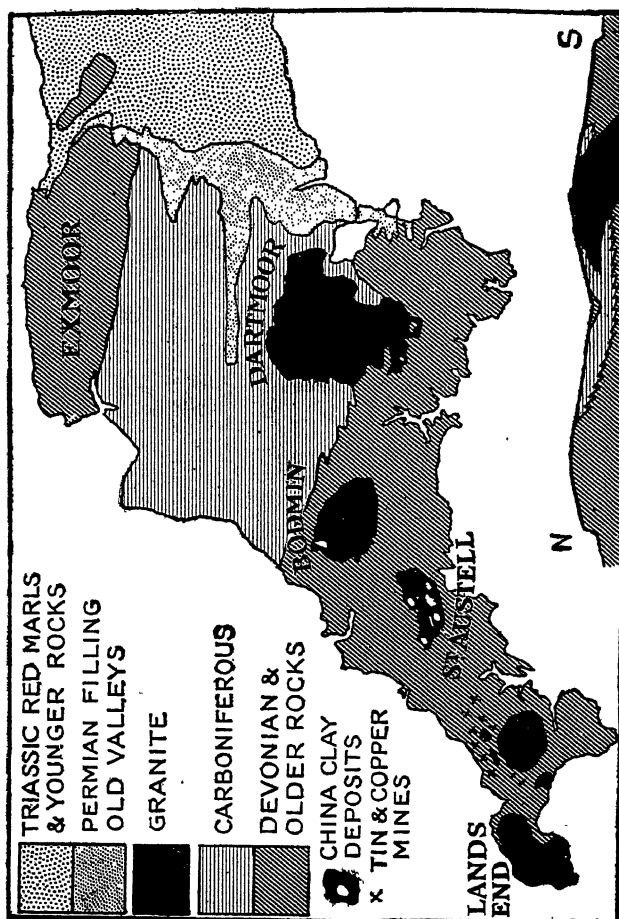 TRIASSIC RED MARLS
& YOUNGER ROCKS
PERMIAN FILLING
OLD VALLEYS
GRANITE
CARBONIFEROUS
DEVONIAN &
OLDER ROCKS
CHINA CLAY
DEPOSITS
x TIN & COPPER
MINES
EXMOOR
DARTMOOR
BODMIN
ST AUSTELL
LANDS
END
N
S